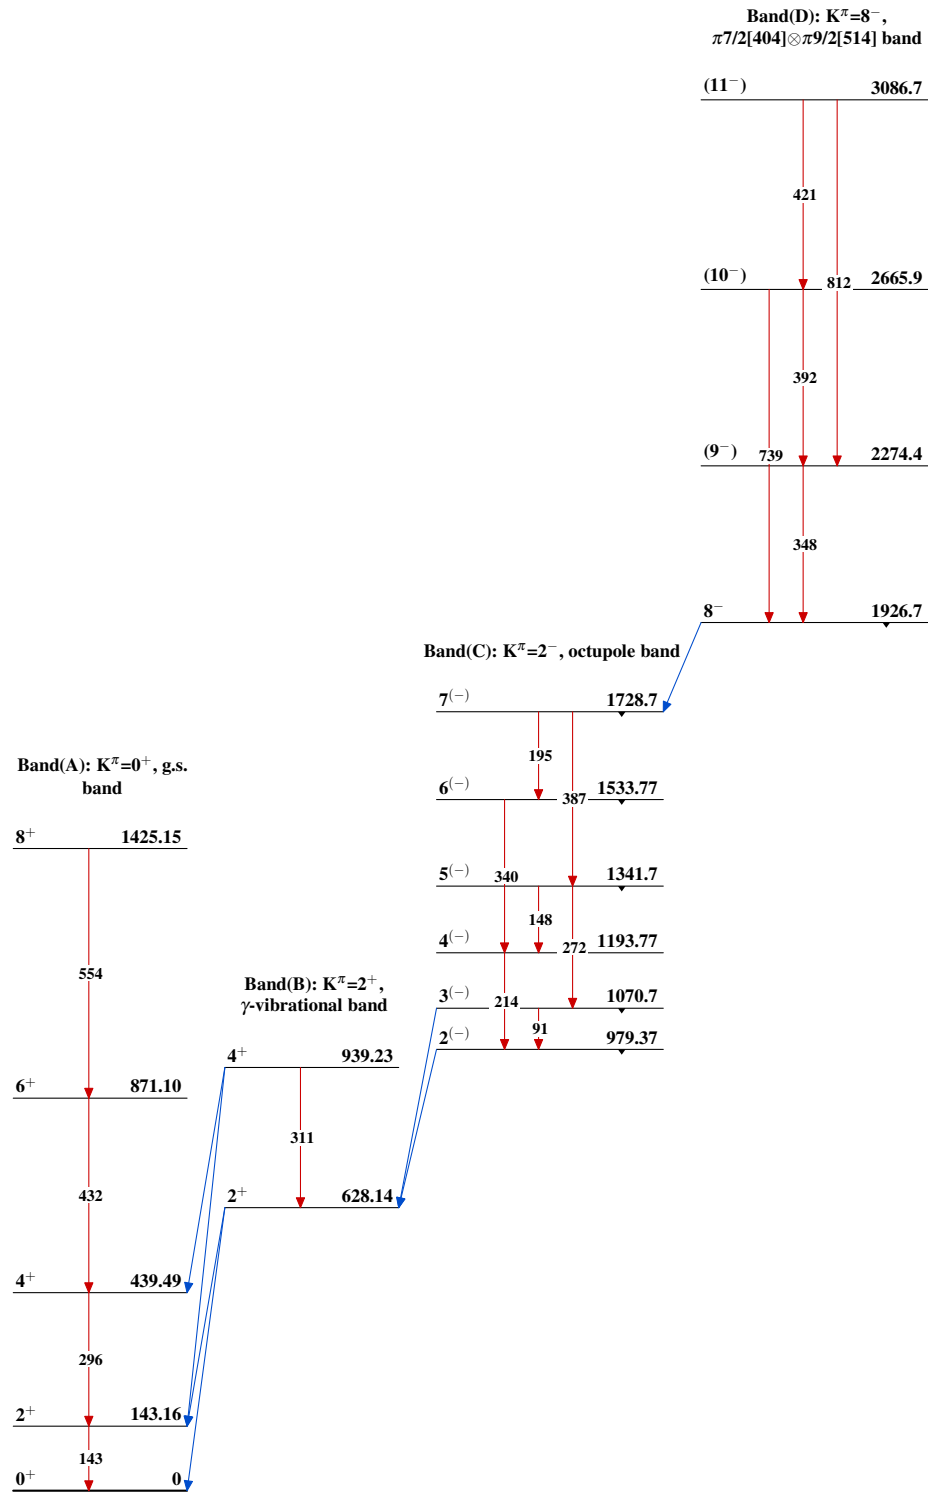 Band(D): K^π=8⁻,
π7/2[404]⊗π9/2[514] band
(11⁻) 3086.7
421
(10⁻) 2665.9
812
392
(9⁻) 739 2274.4
348
8⁻ 1926.7
Band(C): K^π=2⁻, octupole band
7⁽⁻⁾ 1728.7
195
6⁽⁻⁾ 387 1533.77
5⁽⁻⁾ 340 1341.7
148
4⁽⁻⁾ 272 1193.77
3⁽⁻⁾ 214 1070.7
91
2⁽⁻⁾ 979.37
Band(A): K^π=0⁺, g.s.
band
8⁺ 1425.15
554
6⁺ 871.10
432
4⁺ 439.49
296
2⁺ 143.16
143
0⁺ 0
Band(B): K^π=2⁺,
γ-vibrational band
4⁺ 939.23
311
2⁺ 628.14